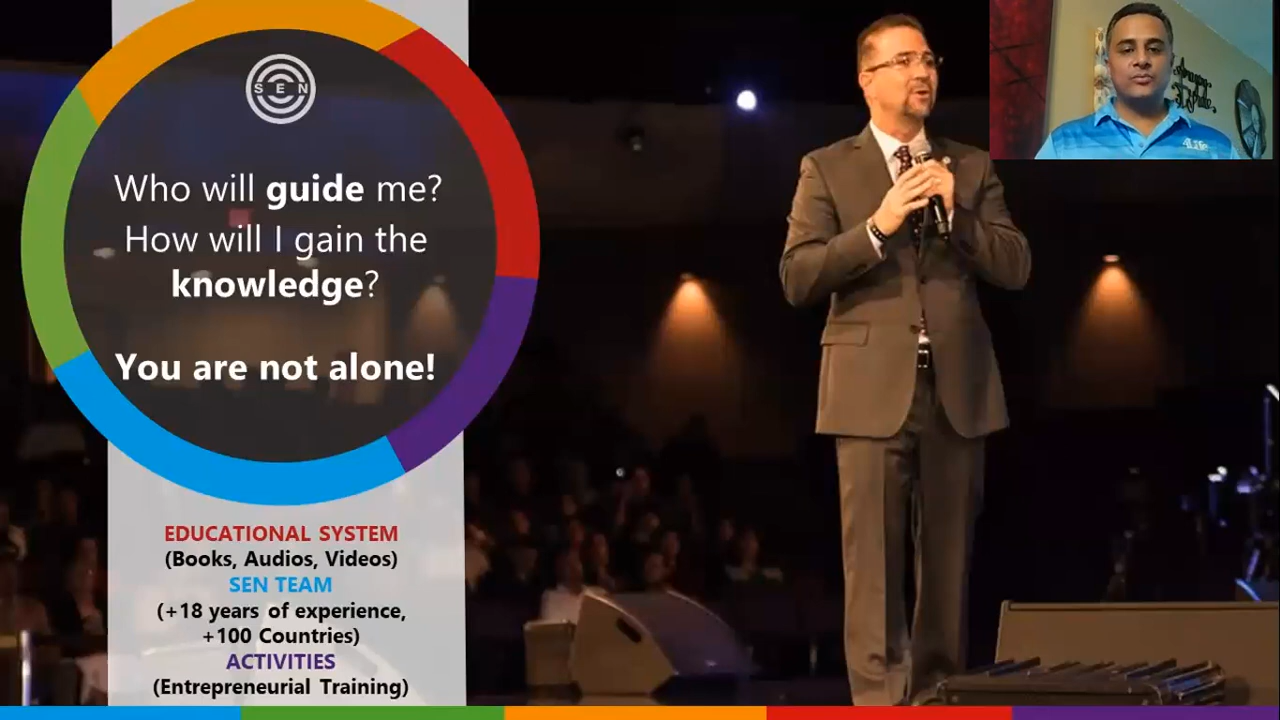 SEN
Who will guide me?
How will I gain the
knowledge?
You are not alone!
EDUCATIONAL SYSTEM
(Books, Audios, Videos)
SEN TEAM
(+18 years of experience,
+100 Countries)
ACTIVITIES
(Entrepreneurial Training)